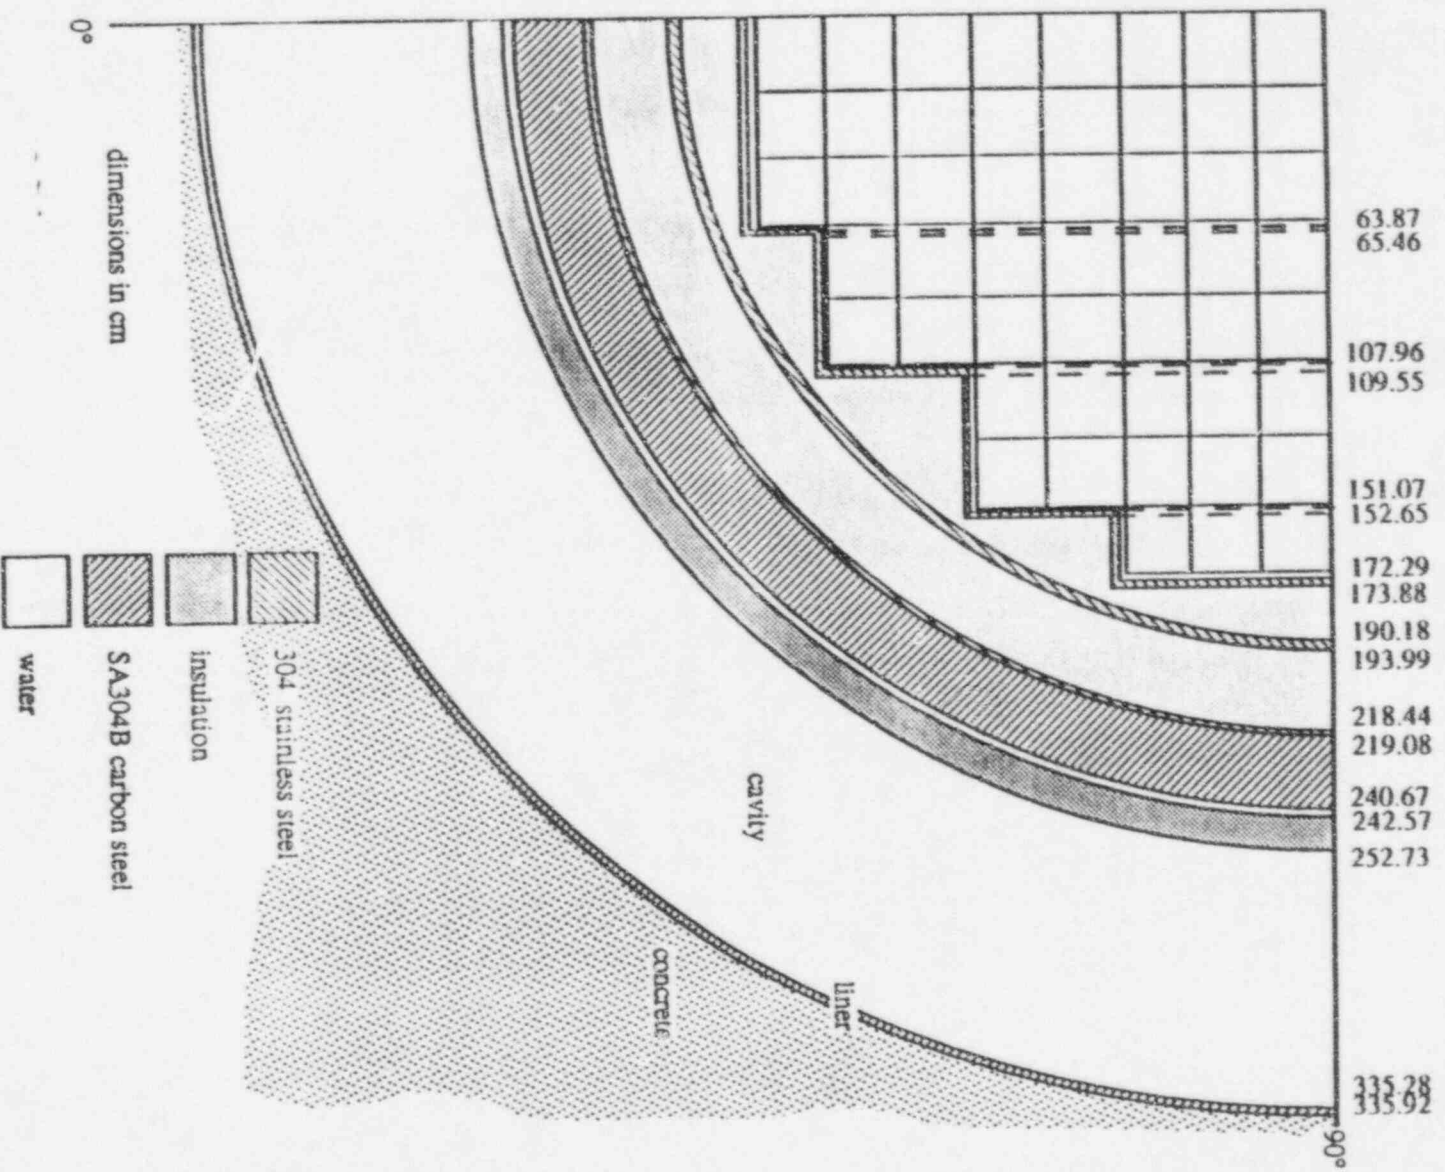 0°
dimensions in cm
63.87
65.46
107.96
109.55
151.07
152.65
172.29
173.88
190.18
193.99
218.44
219.08
240.67
242.57
252.73
335.28
335.92
90°
cavity
liner
concrete
304 stainless steel
insulation
SA304B carbon steel
water